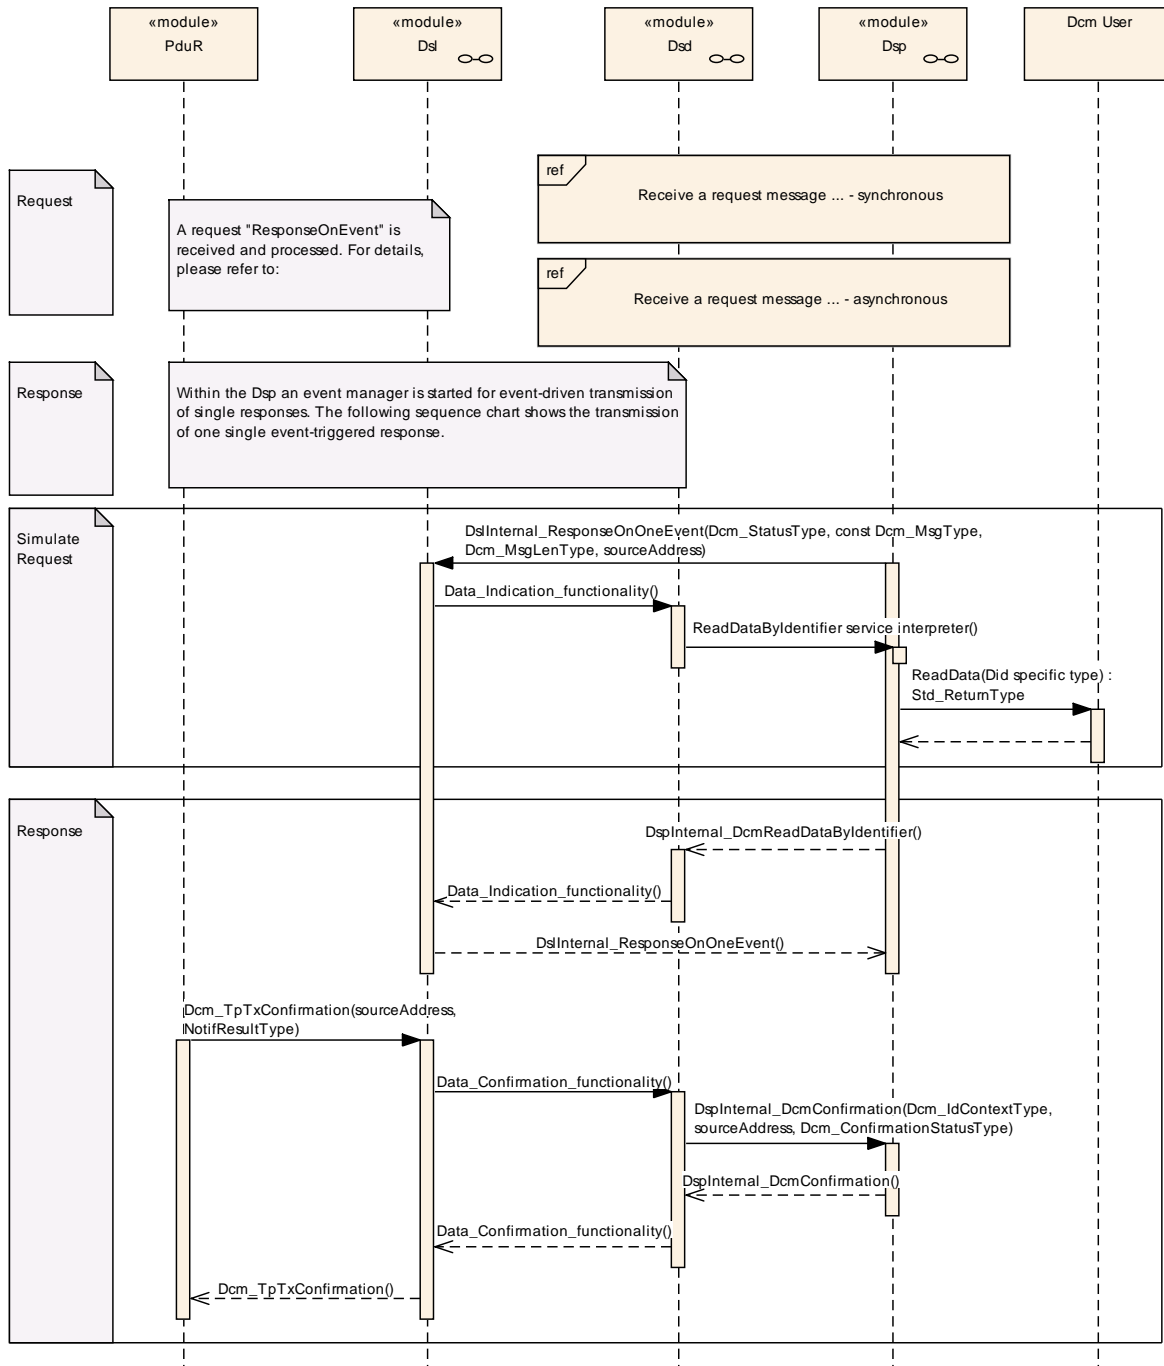 «module»
PduR
«module»
Dsl
«module»
Dsd
«module»
Dsp
Dcm User
Request
A request "ResponseOnEvent" is
received and processed. For details,
please refer to:
ref
Receive a request message ... - synchronous
ref
Receive a request message ... - asynchronous
Response
Within the Dsp an event manager is started for event-driven transmission
of single responses. The following sequence chart shows the transmission
of one single event-triggered response.
Simulate
Request
DslInternal_ResponseOnOneEvent(Dcm_StatusType, const Dcm_MsgType,
Dcm_MsgLenType, sourceAddress)
Data_Indication_functionality()
ReadDataByIdentifier service interpreter()
ReadData(Did specific type) :
Std_ReturnType
Response
DspInternal_DcmReadDataByIdentifier()
Data_Indication_functionality()
DslInternal_ResponseOnOneEvent()
Dcm_TpTxConfirmation(sourceAddress,
NotifResultType)
Data_Confirmation_functionality()
DspInternal_DcmConfirmation(Dcm_IdContextType,
sourceAddress, Dcm_ConfirmationStatusType)
DspInternal_DcmConfirmation()
Data_Confirmation_functionality()
Dcm_TpTxConfirmation()